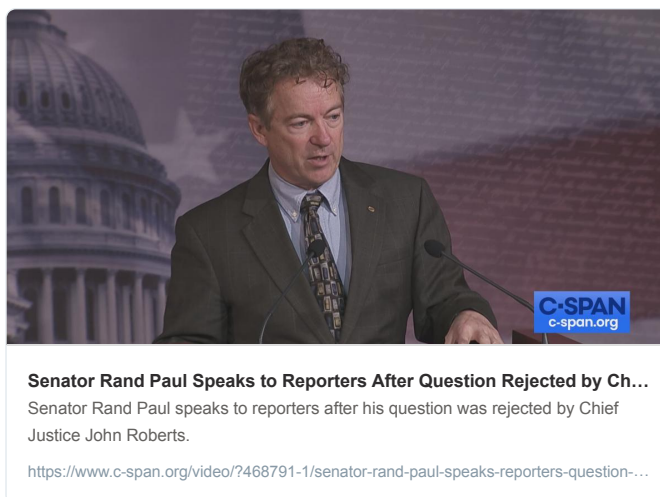 C-SPAN
c-span.org
Senator Rand Paul Speaks to Reporters After Question Rejected by Ch…
Senator Rand Paul speaks to reporters after his question was rejected by Chief
Justice John Roberts.
https://www.c-span.org/video/?468791-1/senator-rand-paul-speaks-reporters-question-…